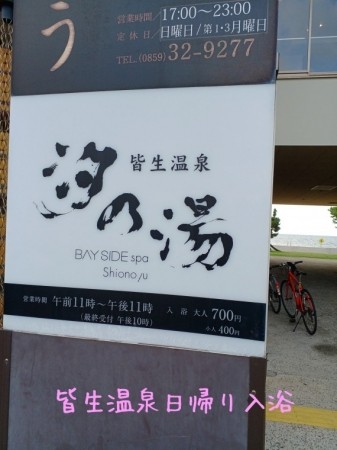 う
営業時間／17:00〜23:00
定休日／日曜日/第1・3月曜日
TEL.(0859)32-9277
皆生温泉
汐の湯
BAY SIDE spa
Shiono yu
営業時間 午前11時〜午後11時
(最終受付 午後10時)
入浴 大人 700円
小人 400円
皆生温泉日帰り入浴